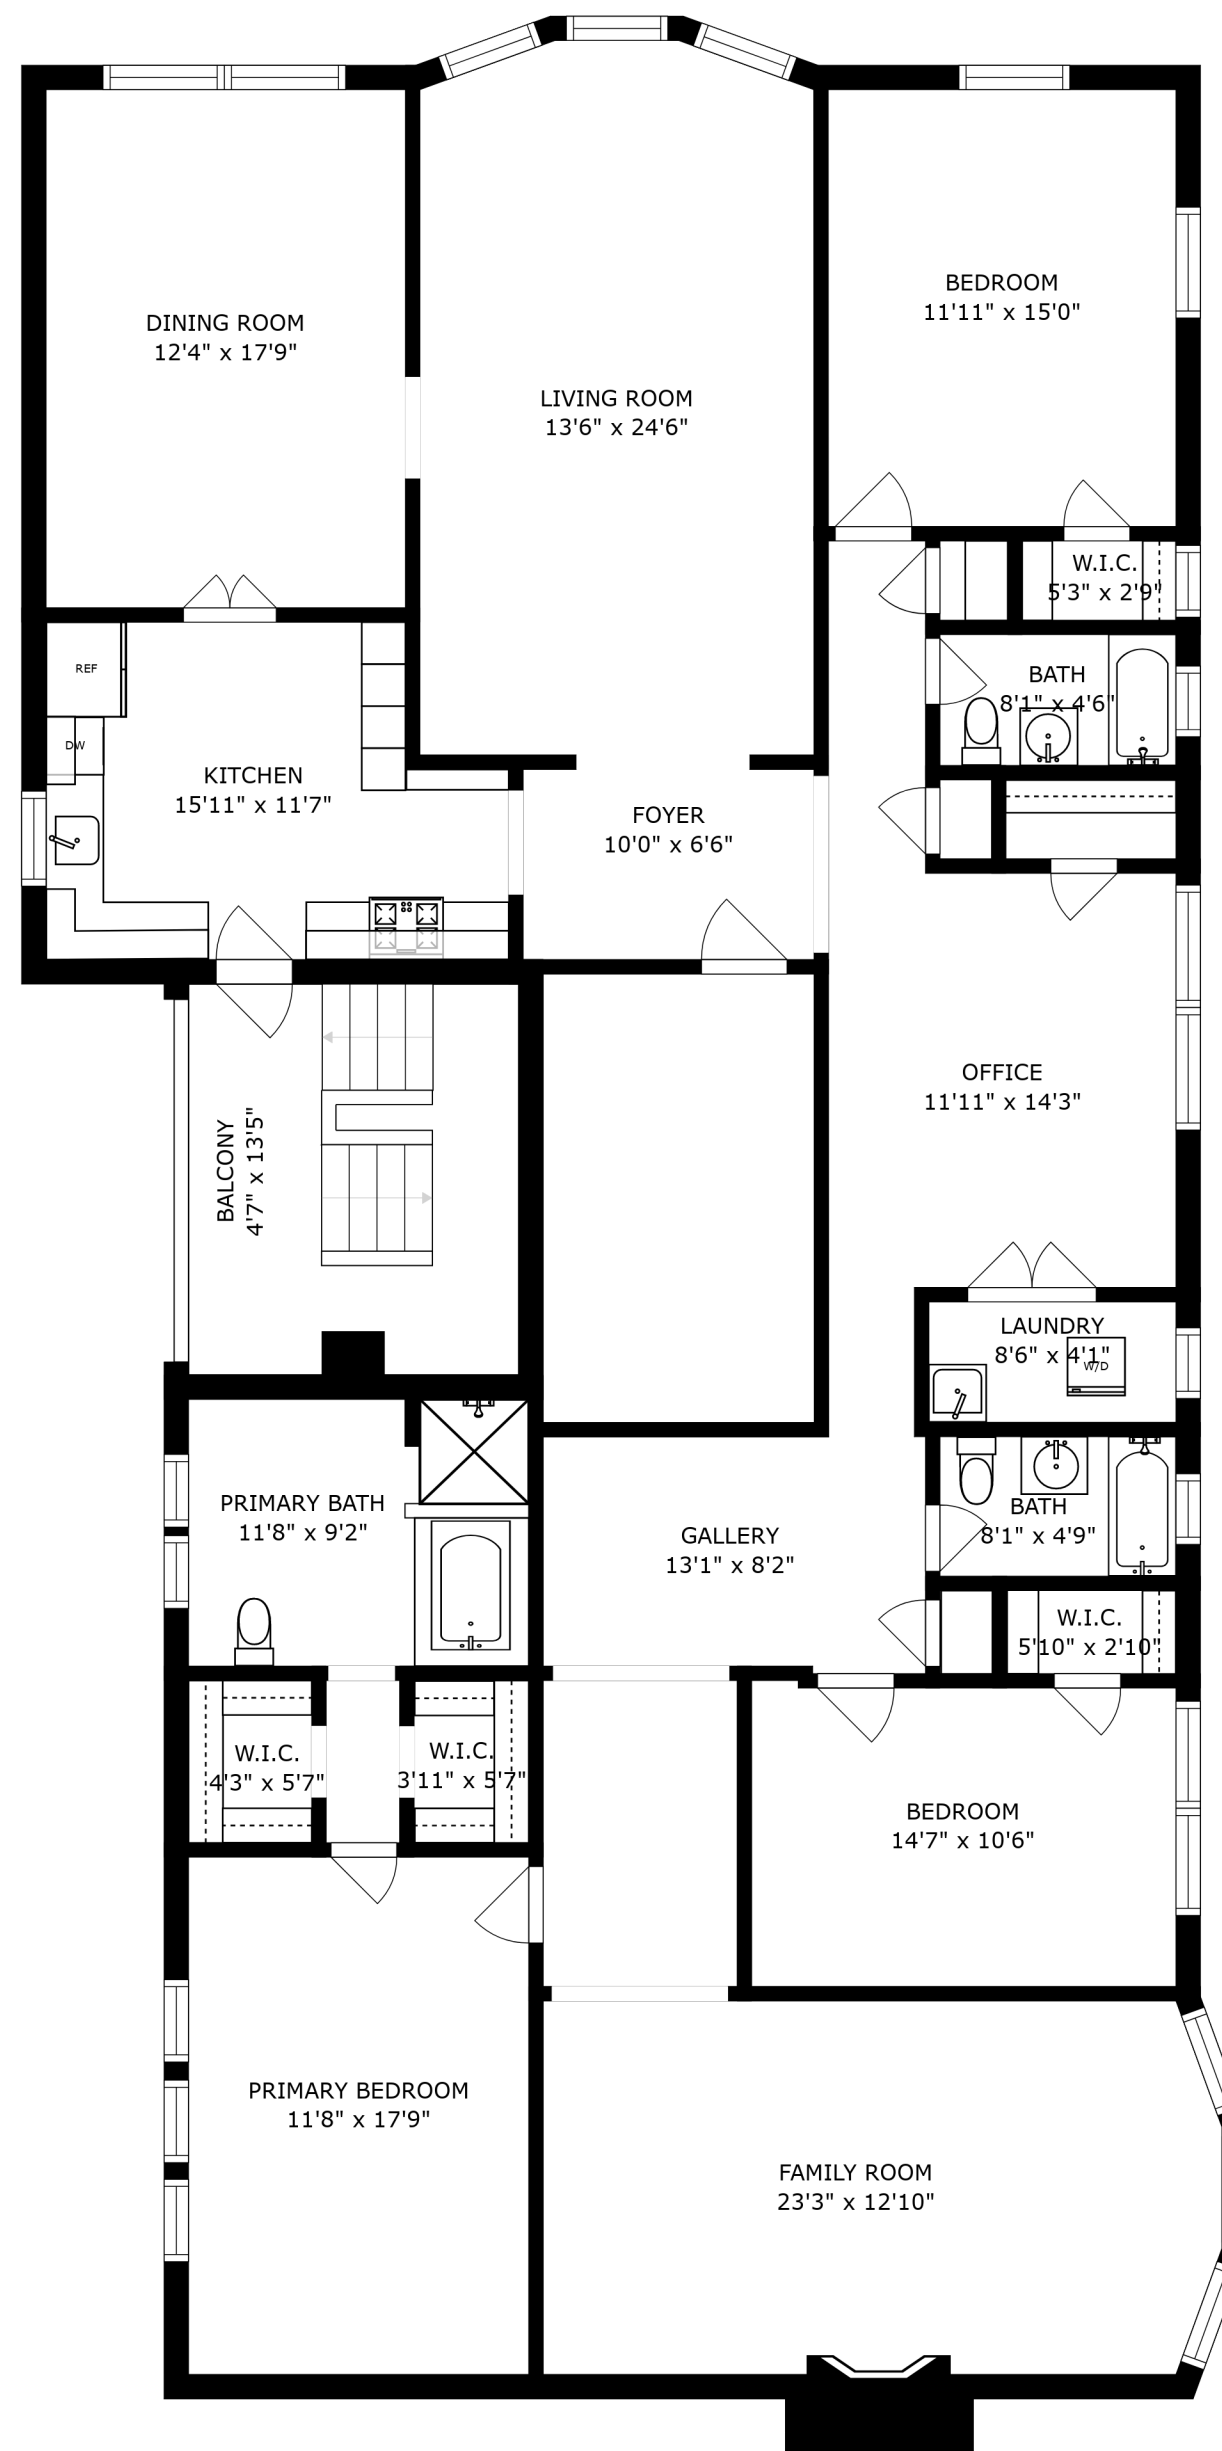 BEDROOM
11'11" x 15'0"
DINING ROOM
12'4" x 17'9"
LIVING ROOM
13'6" x 24'6"
W.I.C.
5'3" x 2'9"
REF
BATH
8'1" x 4'6"
DW
KITCHEN
15'11" x 11'7"
FOYER
10'0" x 6'6"
OFFICE
11'11" x 14'3"
BALCONY
4'7" x 13'5"
LAUNDRY
8'6" x 4'1"
W/D
PRIMARY BATH
11'8" x 9'2"
BATH
8'1" x 4'9"
GALLERY
13'1" x 8'2"
W.I.C.
5'10" x 2'10"
W.I.C.
4'3" x 5'7"
W.I.C.
3'11" x 5'7"
BEDROOM
14'7" x 10'6"
PRIMARY BEDROOM
11'8" x 17'9"
FAMILY ROOM
23'3" x 12'10"